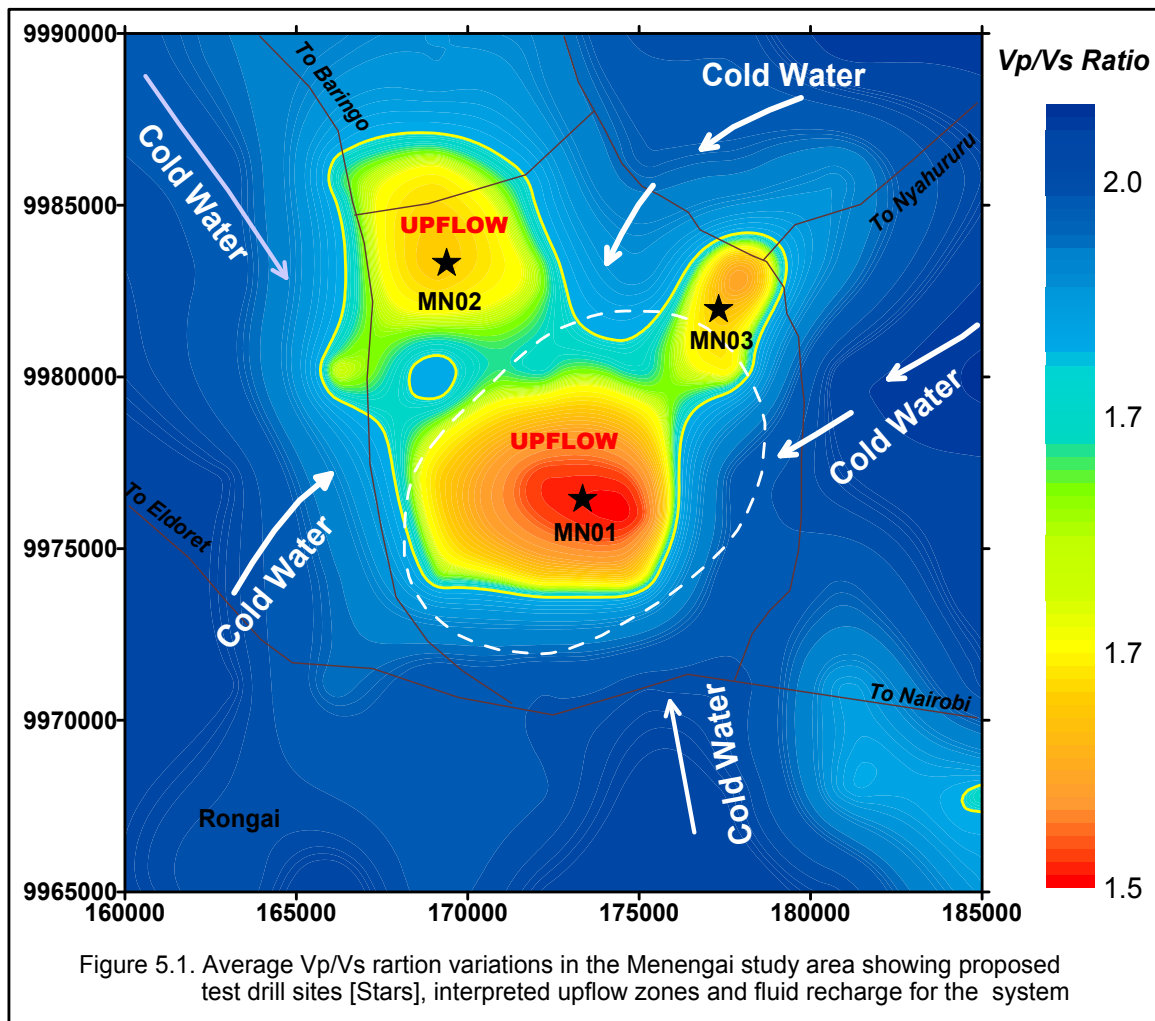 9990000
Vp/Vs Ratio
To Baringo
Cold Water
Cold Water
2.0
9985000
To Nyahururu
UPFLOW
MN02
MN03
9980000
Cold Water
1.7
UPFLOW
MN01
To Eldoret
9975000
Cold Water
1.7
9970000
To Nairobi
Cold Water
Rongai
9965000
1.5
160000 165000 170000 175000 180000 185000
Figure 5.1. Average Vp/Vs rartion variations in the Menengai study area showing proposed
test drill sites [Stars], interpreted upflow zones and fluid recharge for the system